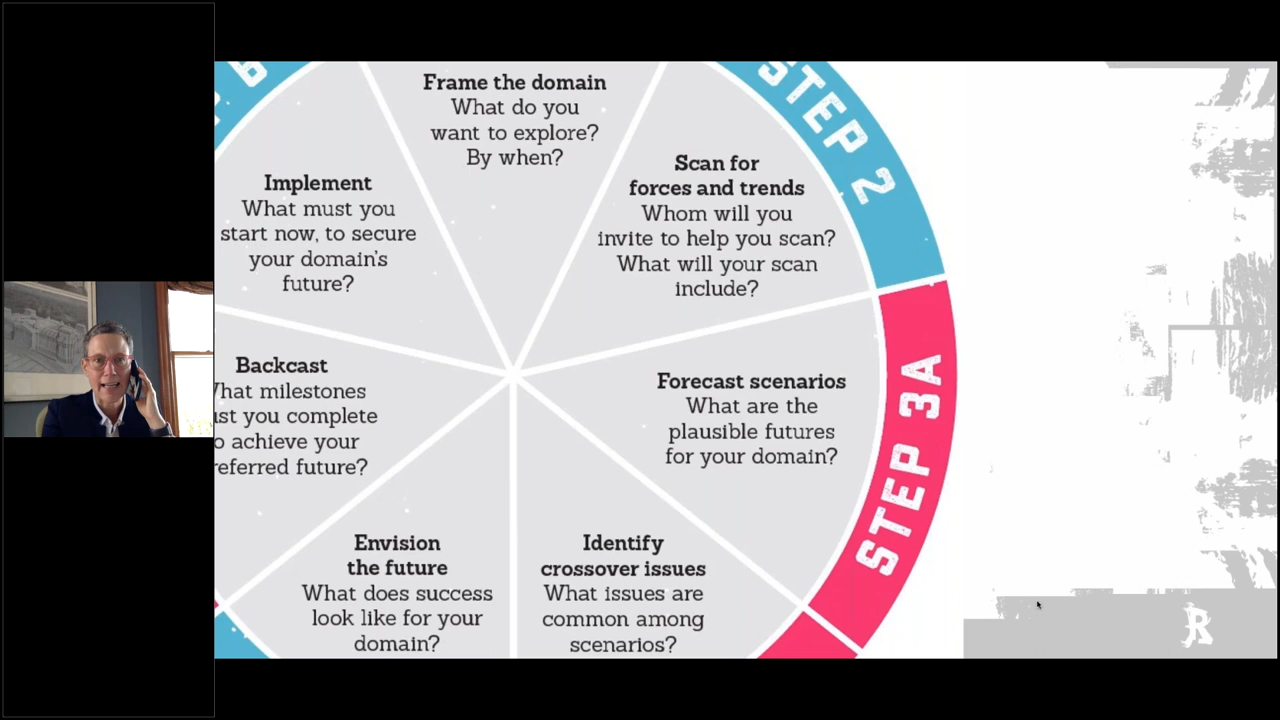 Frame the domain
What do you
want to explore?
By when?
STEP 2
Scan for
forces and trends
Whom will you
invite to help you scan?
What will your scan
include?
STEP 3A
Forecast scenarios
What are the
plausible futures
for your domain?
Identify
crossover issues
What issues are
common among
scenarios?
Envision
the future
What does success
look like for your
domain?
Backcast
milestones
you complete
achieve your
future?
Implement
What must you
start now, to secure
your domain's
future?
R